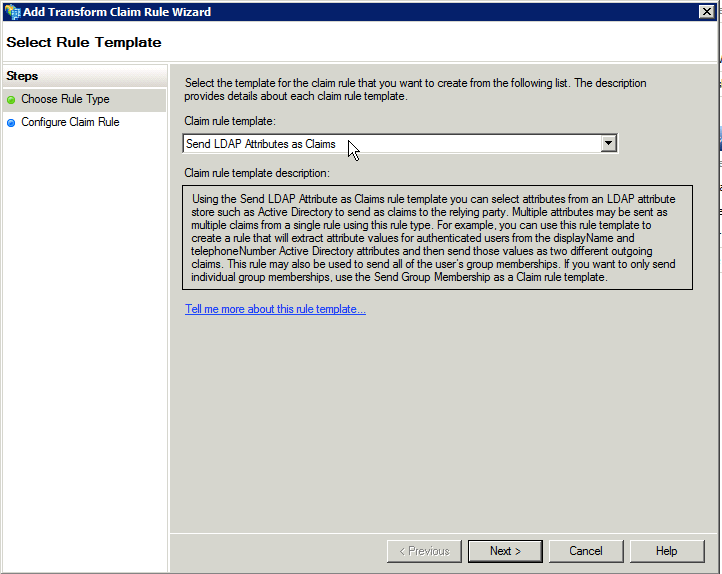 Add Transform Claim Rule Wizard
Select Rule Template
Steps
Choose Rule Type
Configure Claim Rule
Select the template for the claim rule that you want to create from the following list. The description
provides details about each claim rule template.
Claim rule template:
Send LDAP Attributes as Claims
Claim rule template description:
Using the Send LDAP Attribute as Claims rule template you can select attributes from an LDAP attribute
store such as Active Directory to send as claims to the relying party. Multiple attributes may be sent as
multiple claims from a single rule using this rule type. For example, you can use this rule template to
create a rule that will extract attribute values for authenticated users from the displayName and
telephoneNumber Active Directory attributes and then send those values as two different outgoing
claims. This rule may also be used to send all of the user's group memberships. If you want to only send
individual group memberships, use the Send Group Membership as a Claim rule template.
Tell me more about this rule template...
< Previous
Next >
Cancel
Help